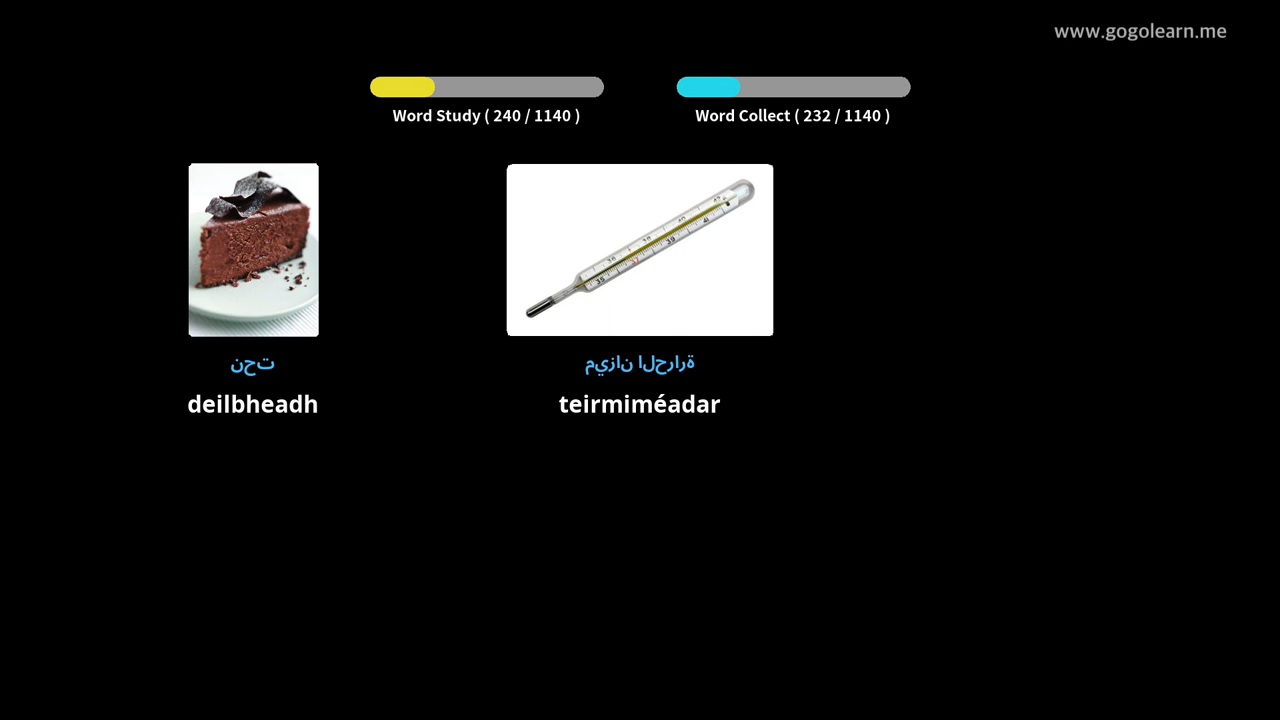 www.gogolearn.me
Word Study ( 240 / 1140 )
Word Collect ( 232 / 1140 )
نحت
deilbheadh
ميزان الحرارة
teirmiméadar